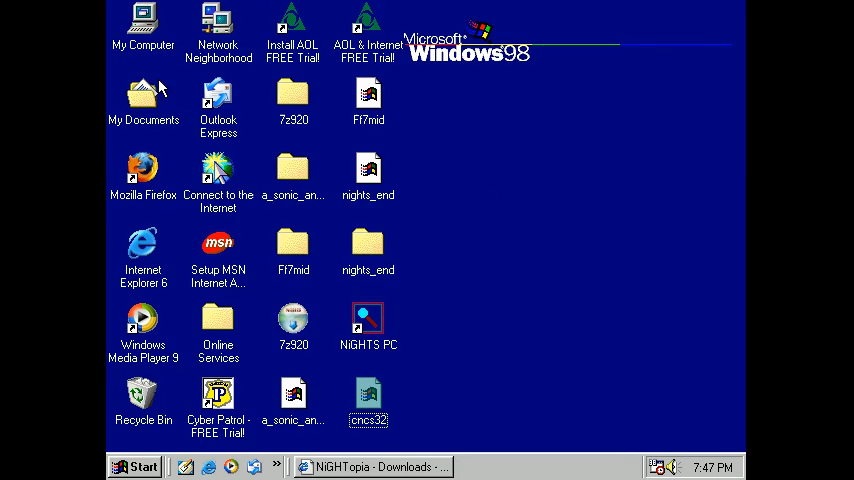 My Computer
Network
Neighborhood
Install AOL
FREE Trial!
AOL & Internet
FREE Trial!
Microsoft
Windows 98
My Documents
Outlook
Express
7z920
Ff7mid
Mozilla Firefox
Connect to the
Internet
a_sonic_an...
nights_end
Internet
Explorer 6
msn
Setup MSN
Internet A...
Ff7mid
nights_end
Windows
Media Player 9
Online
Services
7z920
NiGHTS PC
Recycle Bin
Cyber Patrol -
FREE Trial!
a_sonic_an...
cncs32
Start
»
NiGHTopia - Downloads - ...
7:47 PM